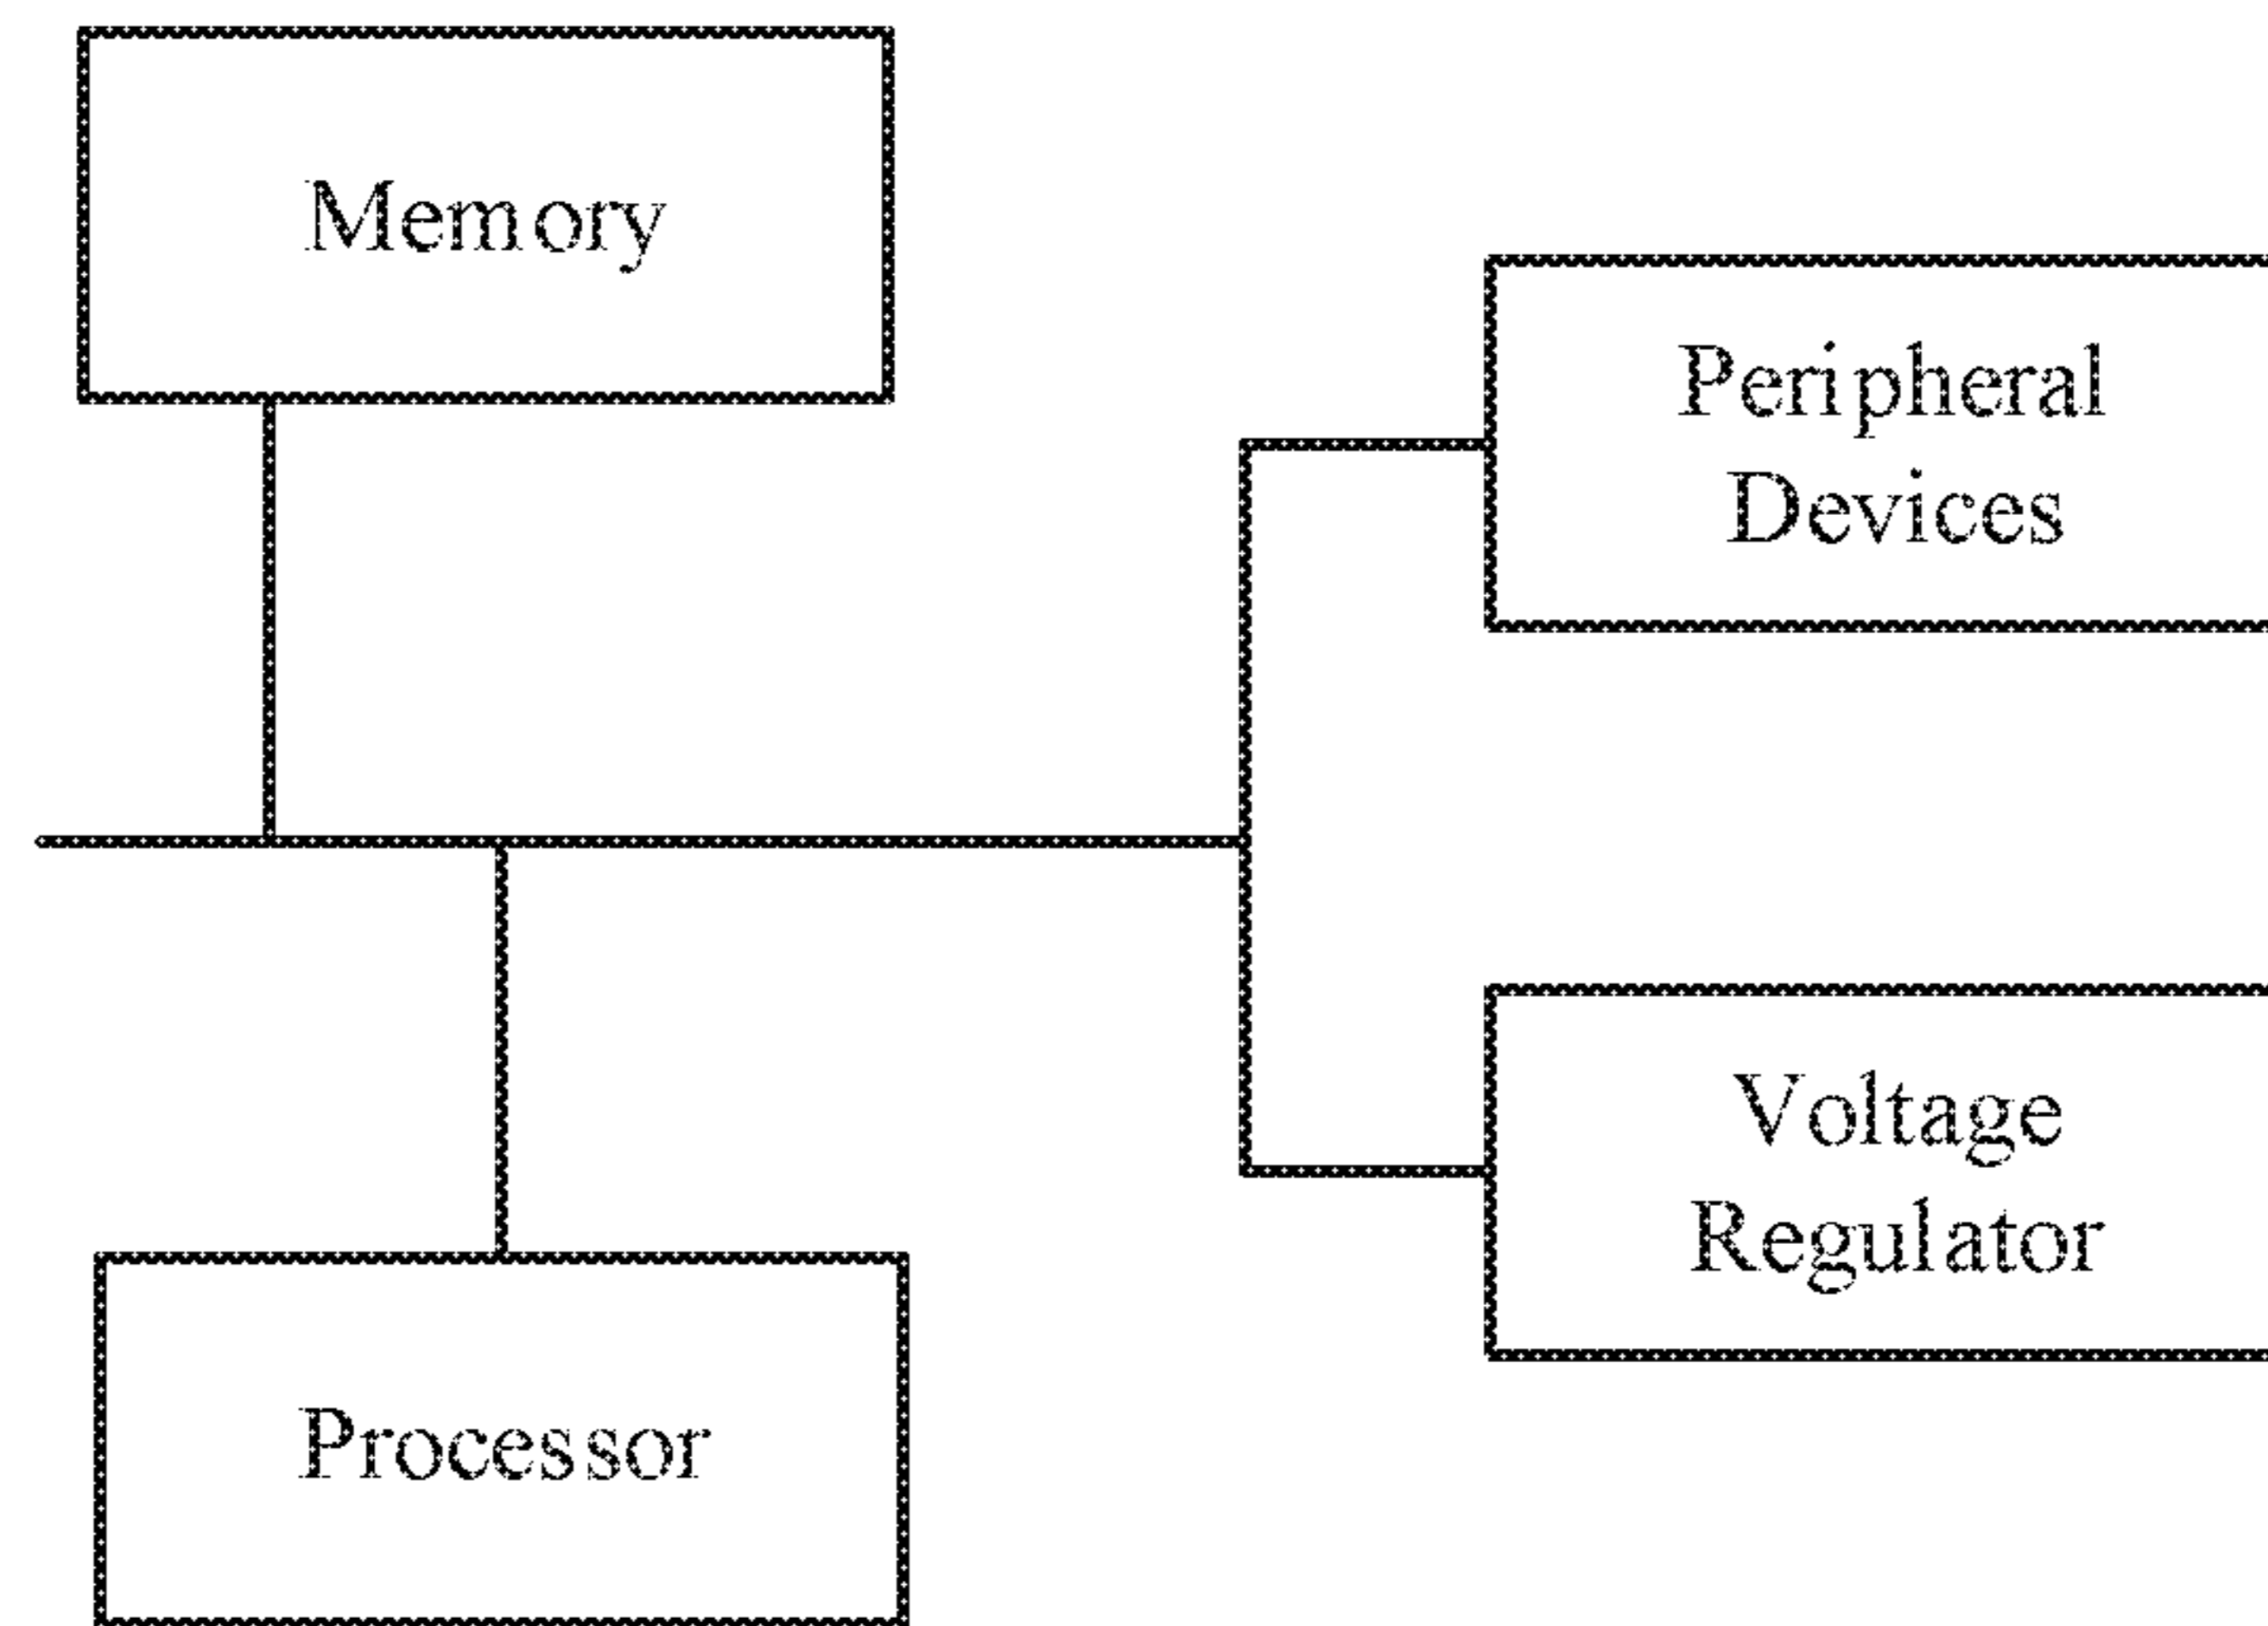 Memory
Peripheral
Devices
Voltage
Regulator
Processor